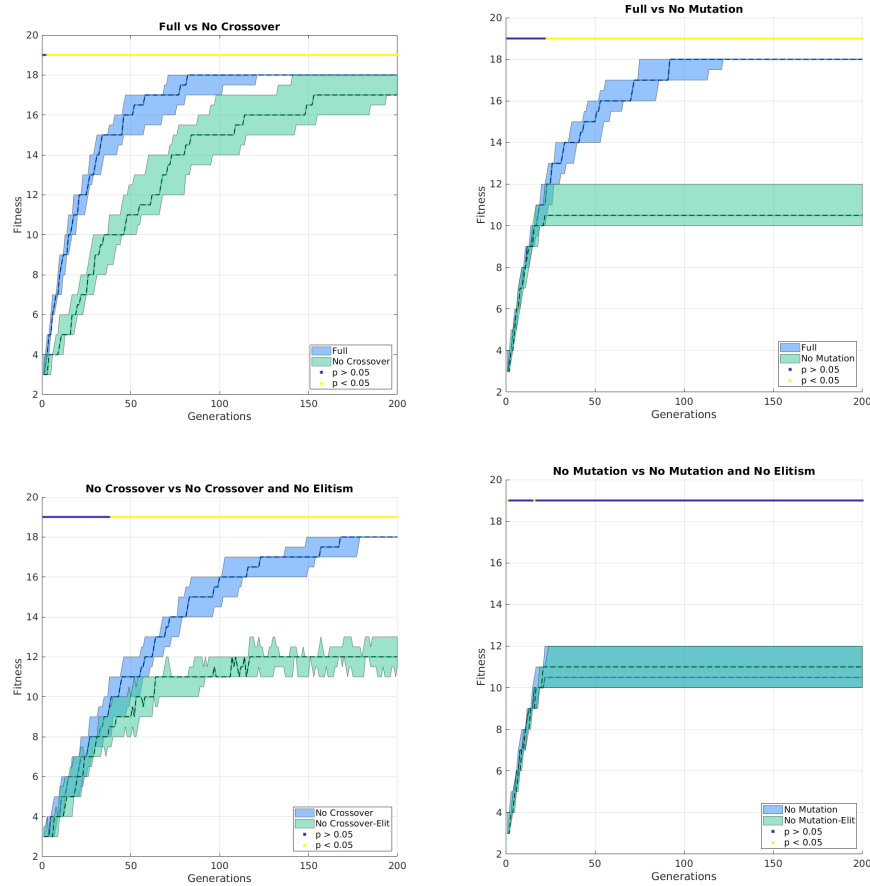 Full vs No Crossover
20
18
16
14
12
10
8
6
4
2
Fitness
0
50
100
150
200
Generations
Full
No Crossover
p > 0.05
p < 0.05
Full vs No Mutation
20
18
16
14
12
10
8
6
4
2
Fitness
0
50
100
150
200
Generations
Full
No Mutation
p > 0.05
p < 0.05
No Crossover vs No Crossover and No Elitism
20
18
16
14
12
10
8
6
4
2
Fitness
0
50
100
150
200
Generations
No Crossover
No Crossover-Elit
p > 0.05
p < 0.05
No Mutation vs No Mutation and No Elitism
20
18
16
14
12
10
8
6
4
2
Fitness
0
50
100
150
200
Generations
No Mutation
No Mutation-Elit
p > 0.05
p < 0.05